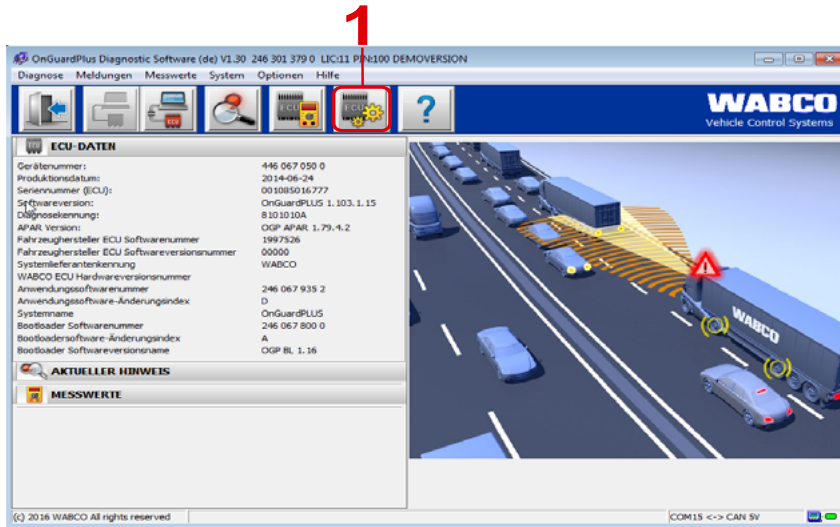 1
OnGuardPlus Diagnostic Software (de) V1.30 246 301 379 0 LIC:11 PIN:100 DEMOVERSION
Diagnose Meldungen Messwerte System Optionen Hilfe
ECU ECU ECU ?
WABCO
Vehicle Control Systems
ECU-DATEN
Gerätenummer: 446 067 050 0
Produktionsdatum: 2014-06-24
Seriennummer (ECU): 001085016777
Softwareversion: OnGuardPLUS 1.103.1.15
Diagnosekennung: 8101010A
APAR Version: OGP APAR 1.79.4.2
Fahrzeughersteller ECU Softwarenummer 1997526
Fahrzeughersteller ECU Softwareversionsnummer 00000
Systemlieferantenkennung WABCO
WABCO ECU Hardwareversionsnummer
Anwendungssoftwarenummer 246 067 935 2
Anwendungssoftware-Änderungsindex D
Systemname OnGuardPLUS
Bootloader Softwarenummer 246 067 800 0
Bootloadersoftware-Änderungsindex A
Bootloader Softwareversionsname OGP BL 1.16
AKTUELLER HINWEIS
MESSWERTE
WABCO
(c) 2016 WABCO All rights reserved
COM15 <-> CAN 5V